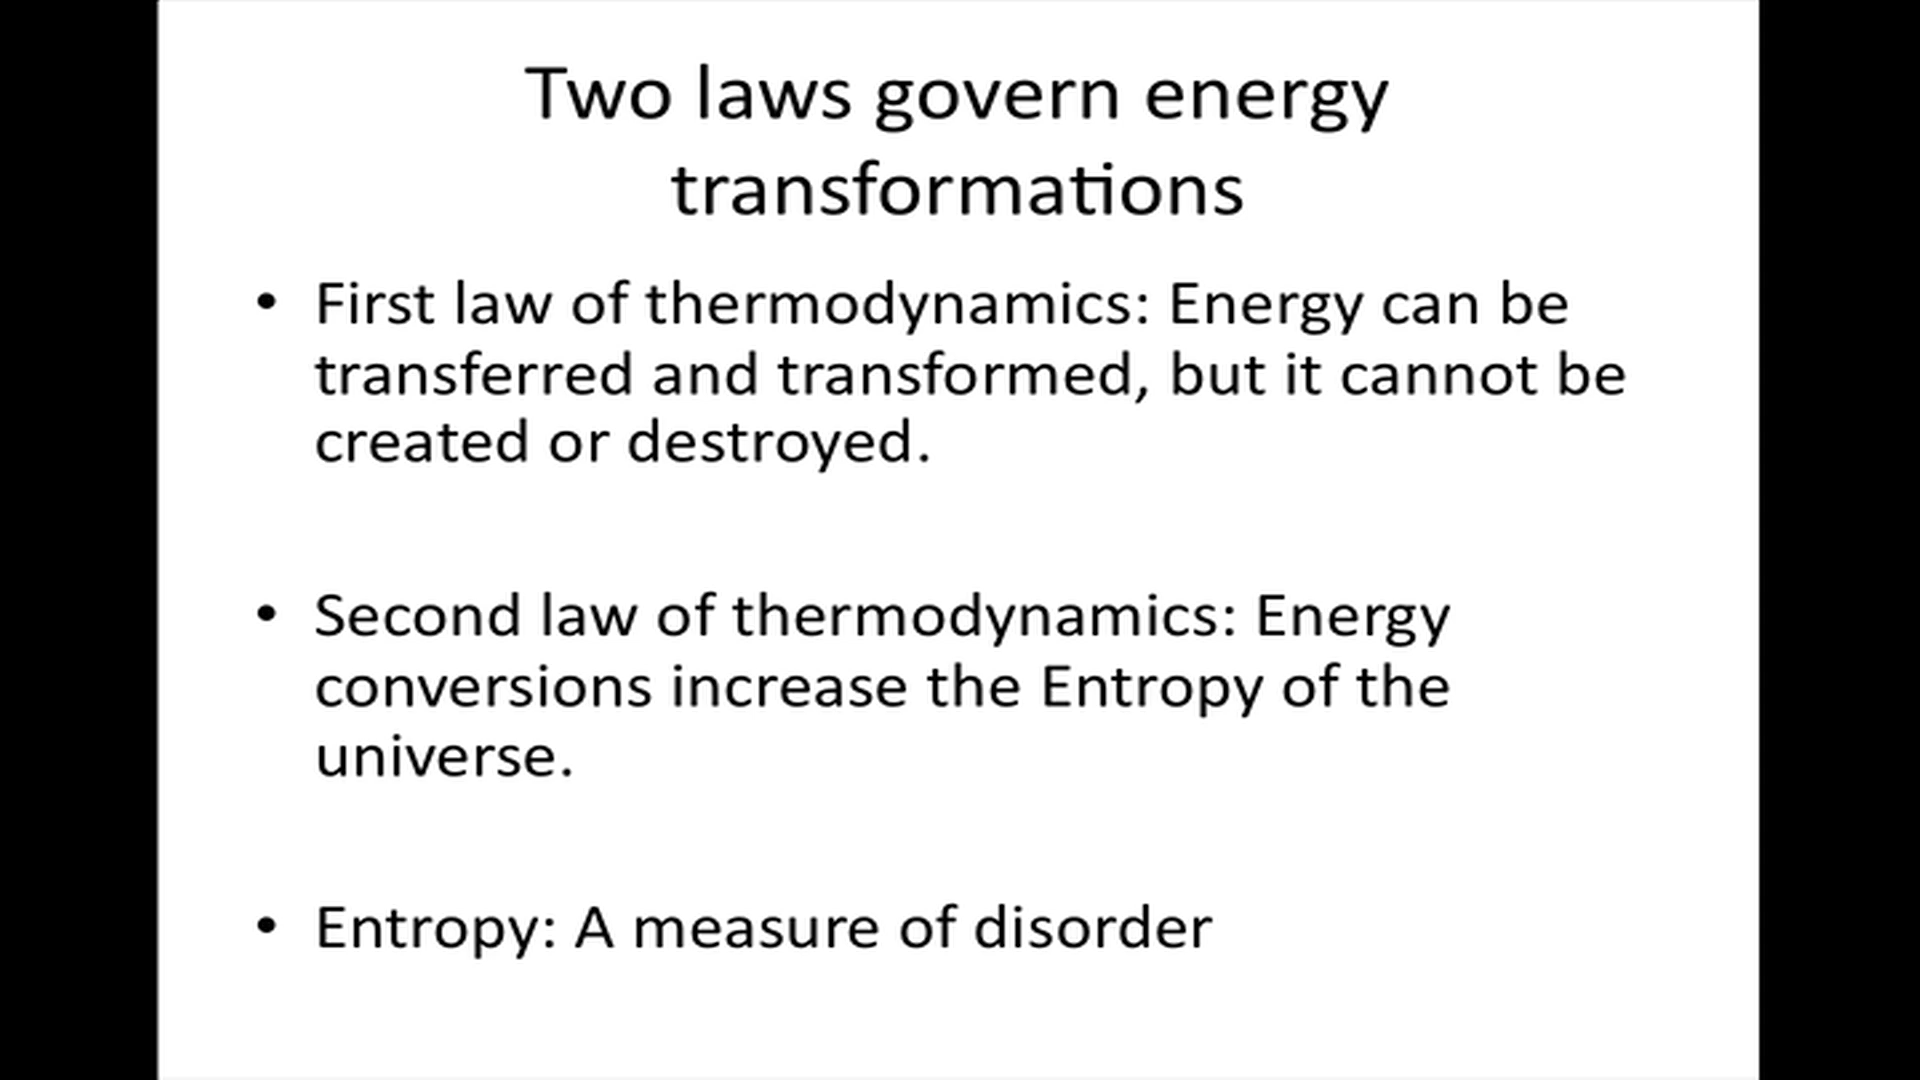 Two laws govern energy
transformations
• First law of thermodynamics: Energy can be
transferred and transformed, but it cannot be
created or destroyed.
• Second law of thermodynamics: Energy
conversions increase the Entropy of the
universe.
• Entropy: A measure of disorder